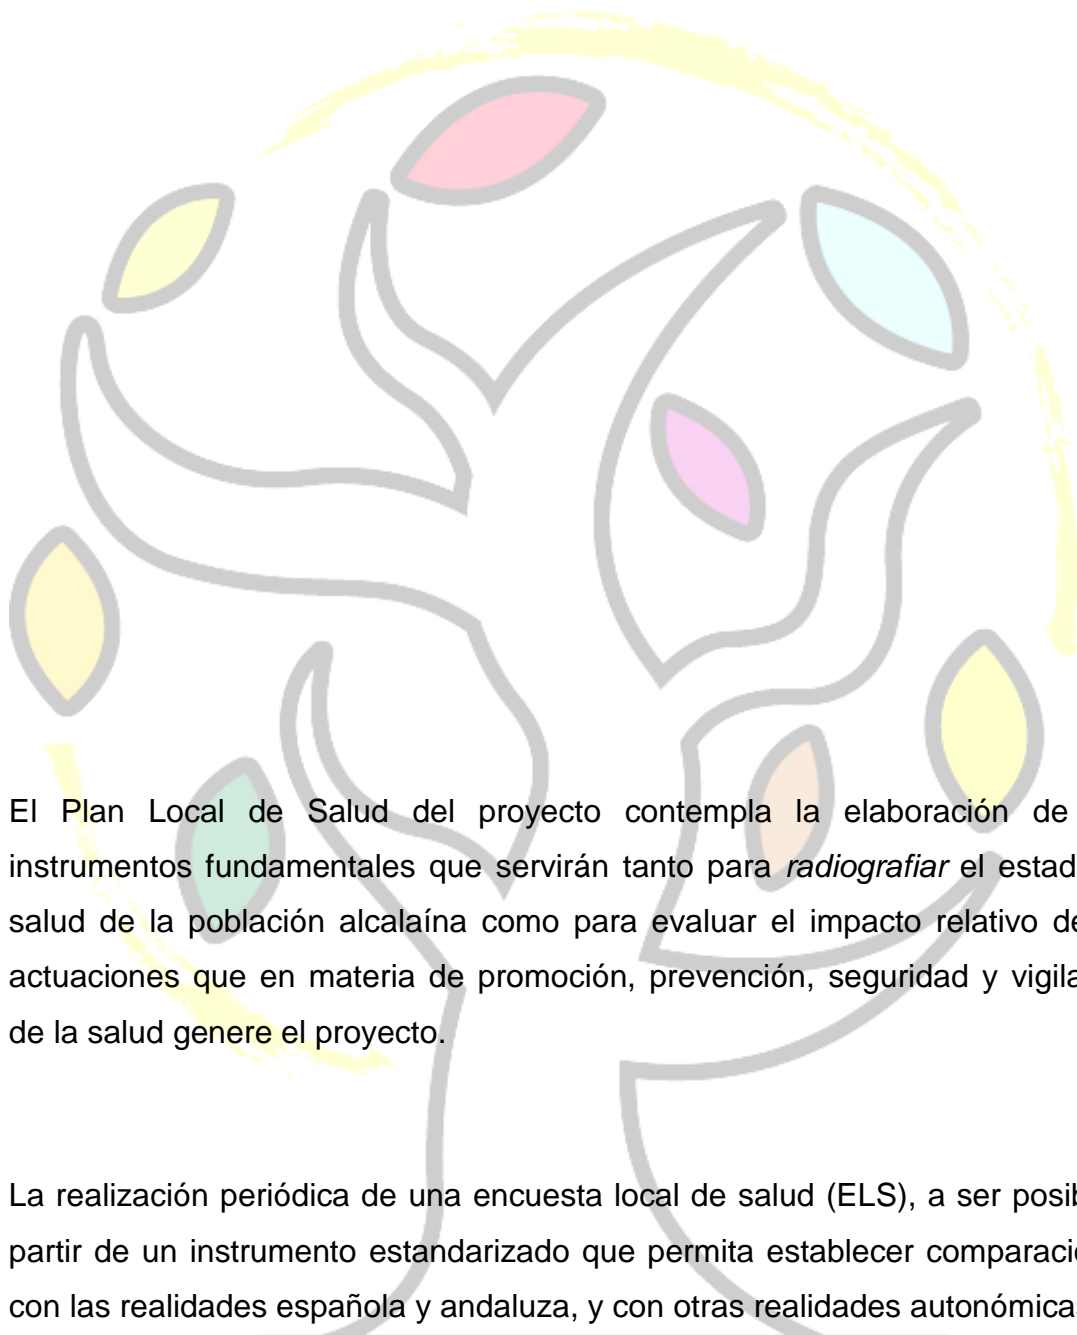 El Plan Local de Salud del proyecto contempla la elaboración de
instrumentos fundamentales que servirán tanto para radiografiar el estad
salud de la población alcalaína como para evaluar el impacto relativo de
actuaciones que en materia de promoción, prevención, seguridad y vigila
de la salud genere el proyecto.
La realización periódica de una encuesta local de salud (ELS), a ser posib
partir de un instrumento estandarizado que permita establecer comparacio
con las realidades española y andaluza, y con otras realidades autonómica